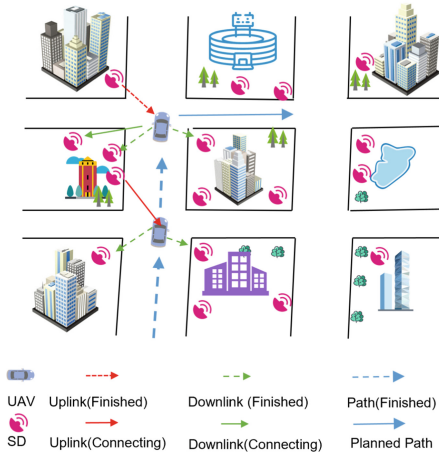 UAV Uplink(Finished) Downlink (Finished) Path(Finished)
SD Uplink(Connecting) Downlink(Connecting) Planned Path